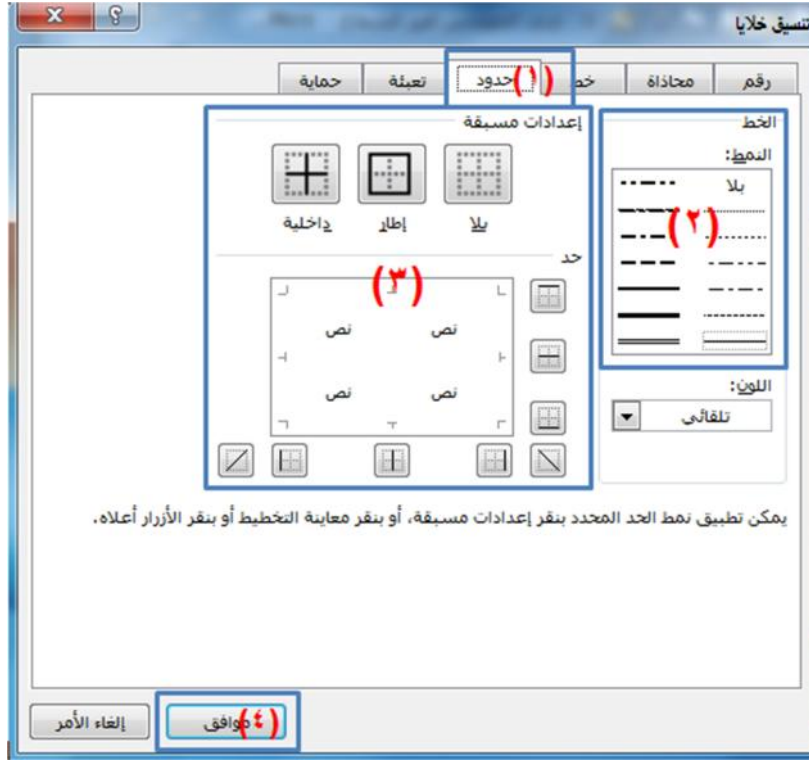 تنسيق خلايا
رقم محاذاة خط (١) حدود تعبئة حماية
الخط
النمط:
بلا
(٢)
اللون:
تلقائي
إعدادات مسبقة
بلا إطار داخلية
حد
(٣)
نص نص
نص نص
يمكن تطبيق نمط الحد المحدد بنقر إعدادات مسبقة، أو بنقر معاينة التخطيط أو بنقر الأزرار أعلاه.
(٤) موافق إلغاء الأمر